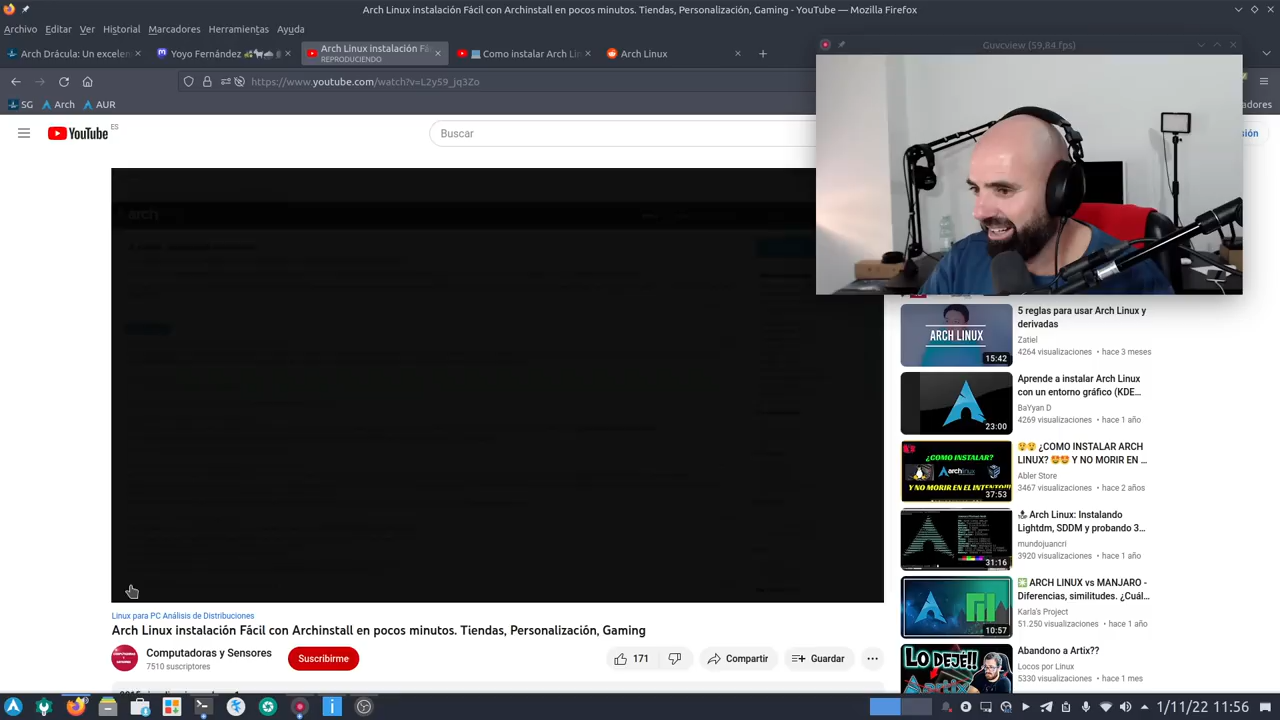 Arch Linux instalación Fácil con Archinstall en pocos minutos. Tiendas, Personalización, Gaming - YouTube — Mozilla Firefox
Archivo Editar Ver Historial Marcadores Herramientas Ayuda
Arch Drácula: Un excele
Yoyo Fernández
Arch Linux instalación Fá
REPRODUCIENDO
Como instalar Arch Lin
Arch Linux
Guvcview (59,84 fps)
https://www.youtube.com/watch?v=L2yS9_jq3Zo
SG Arch AUR
adores
YouTube ES
Buscar
sión
arch
5 reglas para usar Arch Linux y
derivadas
Zatiel
4264 visualizaciones • hace 3 meses
ARCH LINUX
15:42
Aprende a instalar Arch Linux
con un entorno gráfico (KDE...
BaYyan D
4269 visualizaciones • hace 1 año
23:00
¿COMO INSTALAR ARCH
LINUX? Y NO MORIR EN ...
Abler Store
3467 visualizaciones • hace 2 años
¿COMO INSTALAR?
archlinux
Y NO MORIR EN EL INTENTO!!!
37:53
Arch Linux: Instalando
Lightdm, SDDM y probando 3...
mundojuancri
3920 visualizaciones • hace 1 año
31:16
ARCH LINUX vs MANJARO -
Diferencias, similitudes. ¿Cuál...
Karla's Project
51.250 visualizaciones • hace 1 año
10:57
Abandono a Artix??
Locos por Linux
5330 visualizaciones • hace 1 mes
LO DEJÉ!!
Linux para PC Análisis de Distribuciones
Arch Linux instalación Fácil con Archinstall en pocos minutos. Tiendas, Personalización, Gaming
Computadoras y Sensores
7510 suscriptores
Suscribirme
171
Compartir
Guardar
1/11/22 11:56